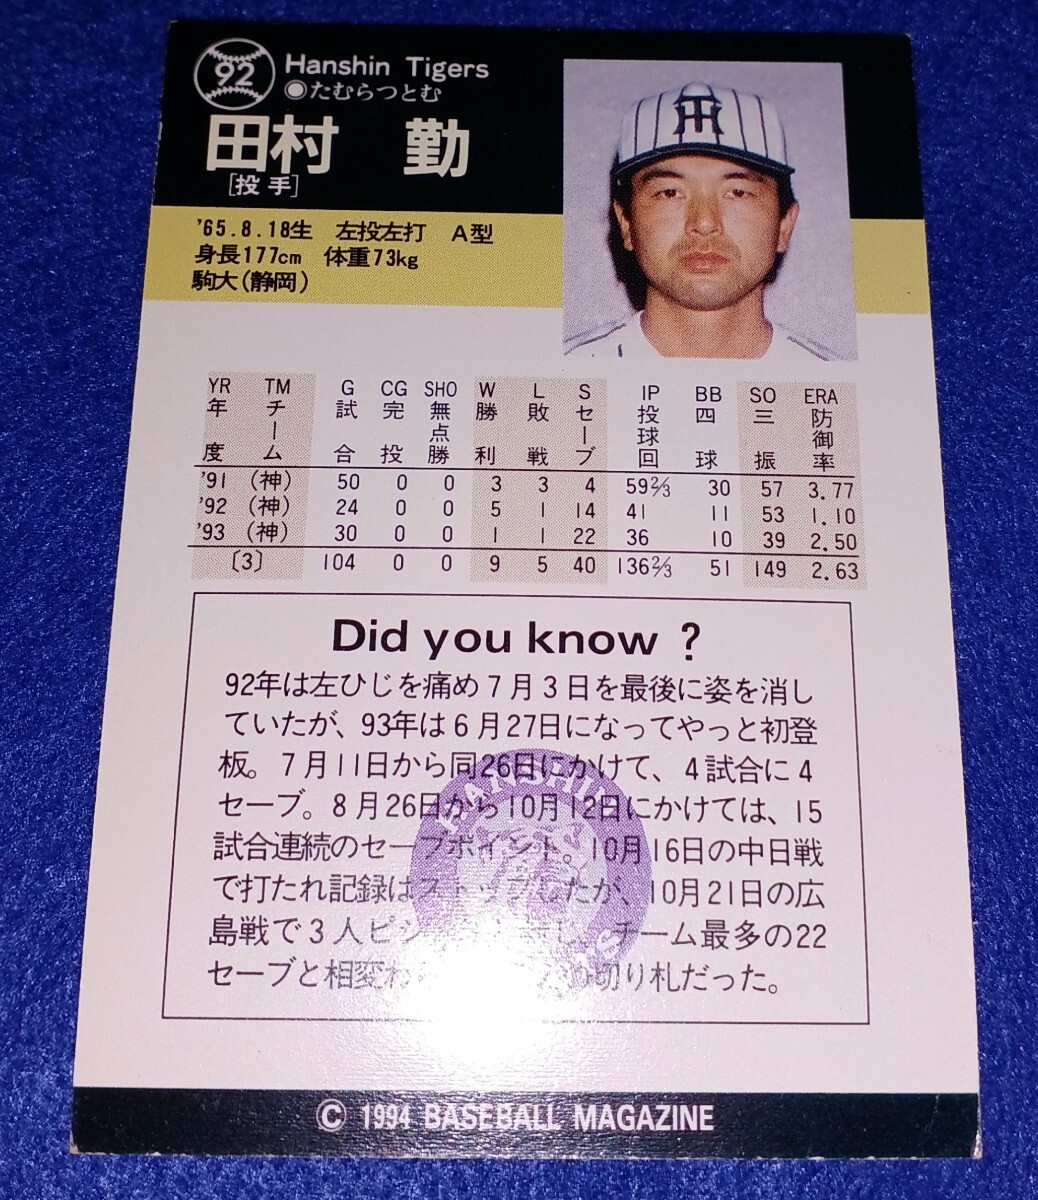 92
Hanshin Tigers
◉たむらつとむ
田村 勤
[投手]
'65.8.18生 左投左打 A型
身長177cm 体重73kg
駒大(静岡)
YR TM G CG SHO W L S IP BB SO ERA
年度 チーム 試合 完投 無点勝 勝利 敗戦 セーブ 投球回 四球 三振 防御率
'91 (神) 50 0 0 3 3 4 59⅔ 30 57 3.77
'92 (神) 24 0 0 5 1 14 41 11 53 1.10
'93 (神) 30 0 0 1 1 22 36 10 39 2.50
〔3〕 104 0 0 9 5 40 136⅔ 51 149 2.63
Did you know ?
92年は左ひじを痛め7月3日を最後に姿を消し
ていたが、93年は6月27日になってやっと初登
板。7月11日から同26日にかけて、4試合に4
セーブ。8月26日から10月12日にかけては、15
試合連続のセーブポイント。10月16日の中日戦
で打たれ記録はストップしたが、10月21日の広
島戦で3人ピシ し、チーム最多の22
セーブと相変わ 切り札だった。
HANSHIN
© 1994 BASEBALL MAGAZINE